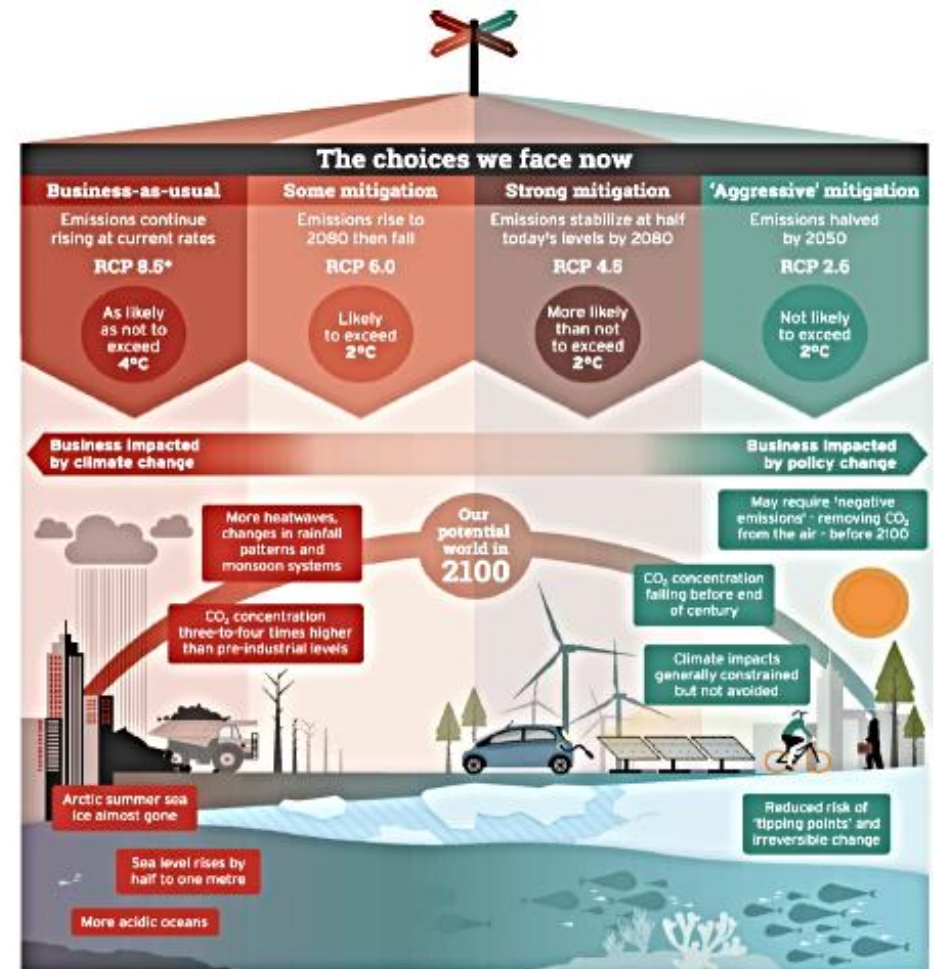 The choices we face now
Business-as-usual
Emissions continue
rising at current rates
RCP 8.5*
As likely
as not to
exceed
4°C
Some mitigation
Emissions rise to
2080 then fall
RCP 6.0
Likely
to exceed
2°C
Strong mitigation
Emissions stabilize at half
today's levels by 2080
RCP 4.5
More likely
than not
to exceed
2°C
'Aggressive' mitigation
Emissions halved
by 2050
RCP 2.6
Not likely
to exceed
2°C
Business impacted
by climate change
Business impacted
by policy change
More heatwaves,
changes in rainfall
patterns and
monsoon systems
Our
potential
world in
2100
May require 'negative
emissions' - removing CO₂
from the air - before 2100
CO₂ concentration
falling before end
of century
CO₂ concentration
three-to-four times higher
than pre-industrial levels
Climate impacts
generally constrained
but not avoided
Arctic summer sea
ice almost gone
Reduced risk of
'tipping points' and
irreversible change
Sea level rises by
half to one metre
More acidic oceans